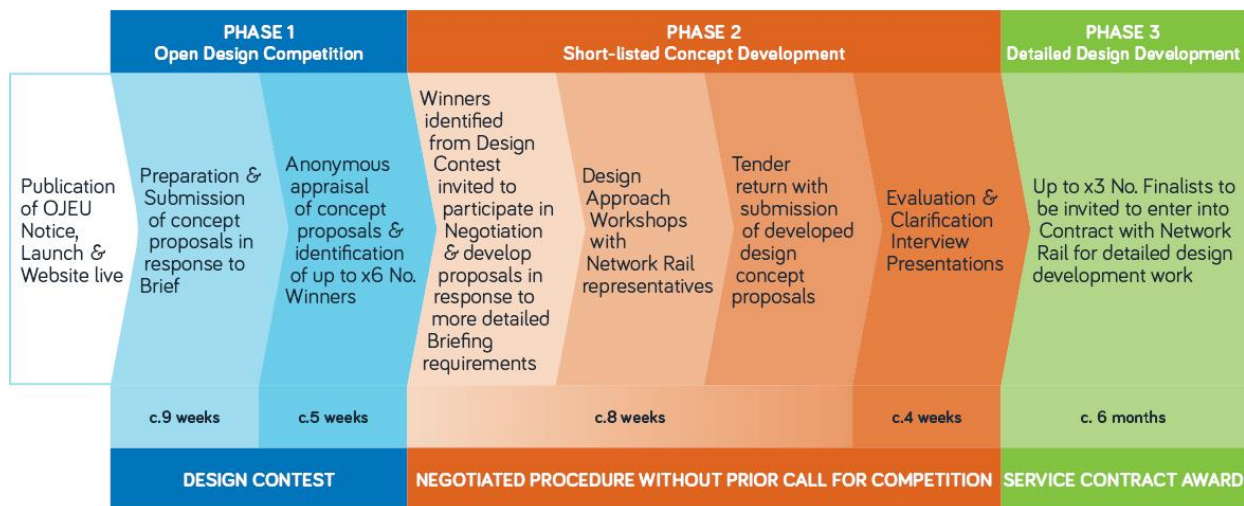 PHASE 1
Open Design Competition
PHASE 2
Short-listed Concept Development
PHASE 3
Detailed Design Development
Publication
of OJEU
Notice,
Launch &
Website live
Preparation &
Submission
of concept
proposals in
response to
Brief
Anonymous
appraisal
of concept
proposals &
identification
of up to x6 No.
Winners
Winners
identified
from Design
Contest
invited to
participate in
Negotiation
& develop
proposals in
response to
more detailed
Briefing
requirements
Design
Approach
Workshops
with
Network Rail
representatives
Tender
return with
submission
of developed
design
concept
proposals
Evaluation &
Clarification
Interview
Presentations
Up to x3 No. Finalists to
be invited to enter into
Contract with Network
Rail for detailed design
development work
c.9 weeks
c.5 weeks
c.8 weeks
c.4 weeks
c. 6 months
DESIGN CONTEST
NEGOTIATED PROCEDURE WITHOUT PRIOR CALL FOR COMPETITION
SERVICE CONTRACT AWARD